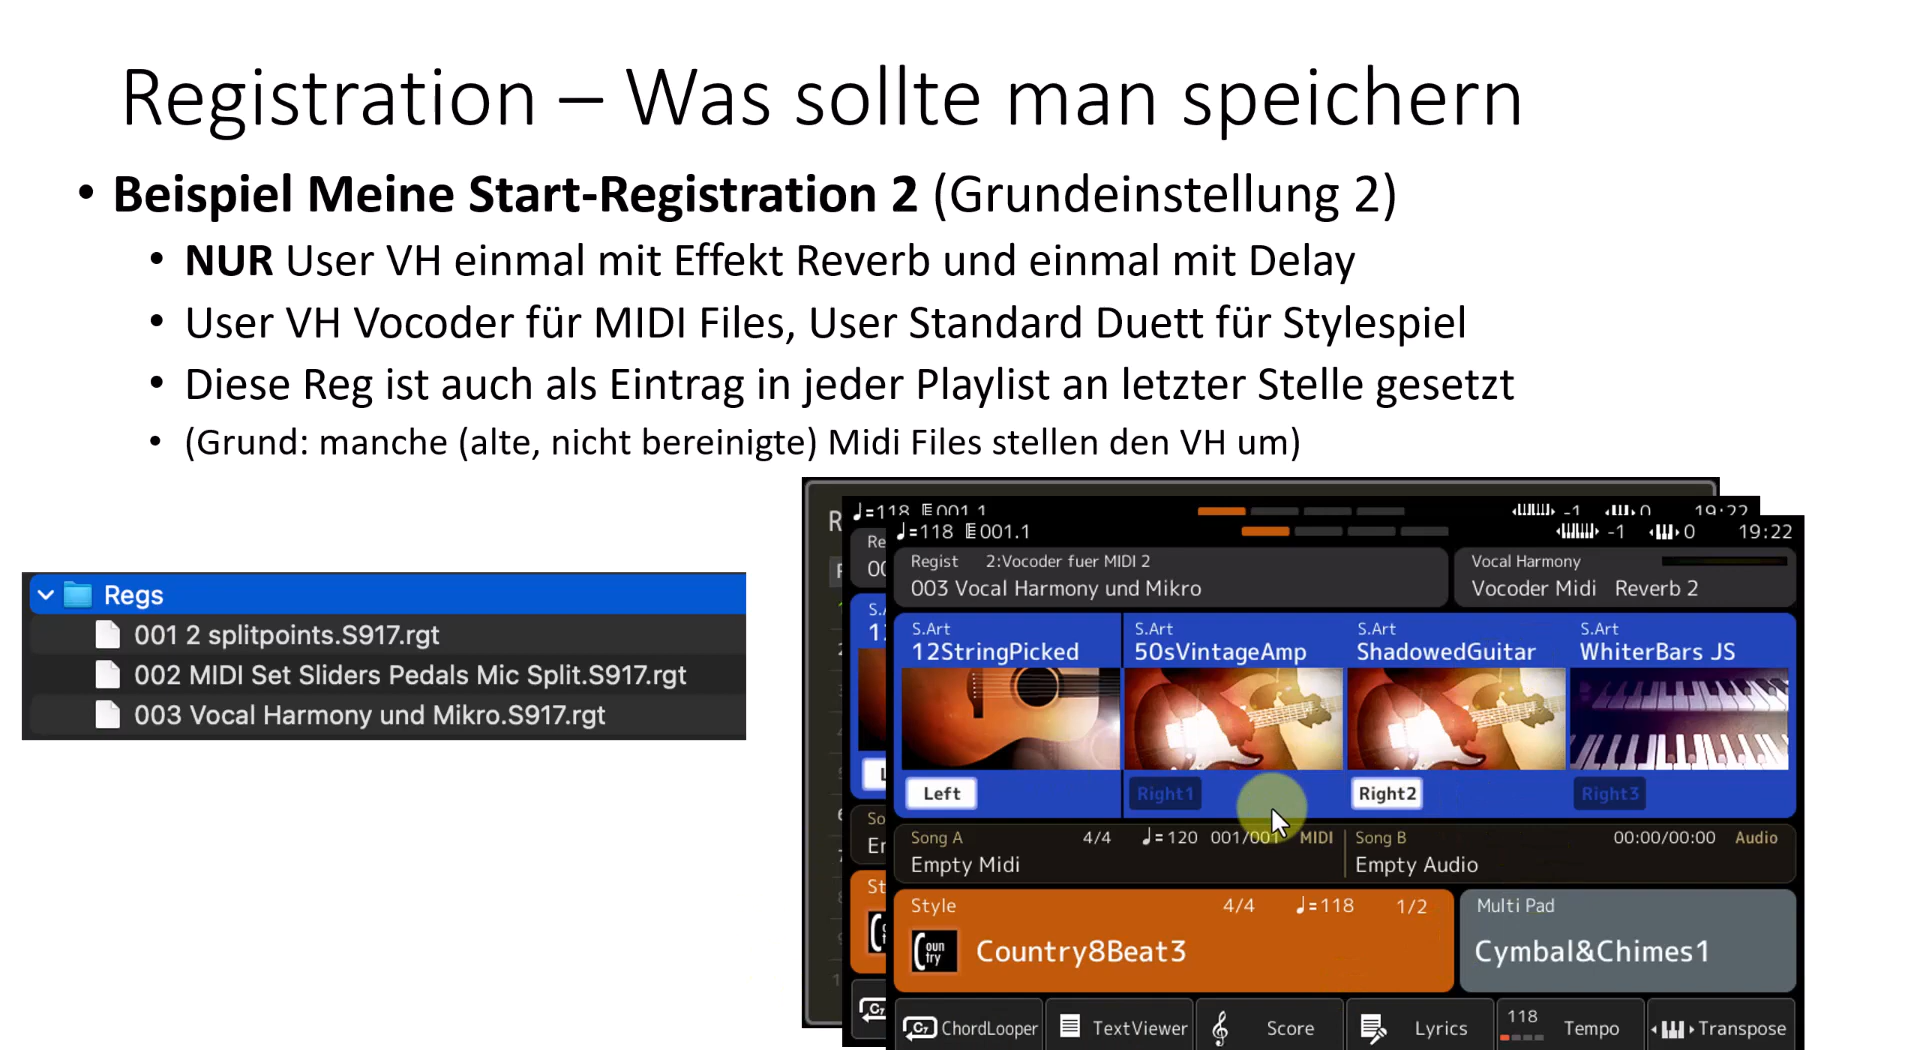 Registration – Was sollte man speichern
• Beispiel Meine Start-Registration 2 (Grundeinstellung 2)
• NUR User VH einmal mit Effekt Reverb und einmal mit Delay
• User VH Vocoder für MIDI Files, User Standard Duett für Stylespiel
• Diese Reg ist auch als Eintrag in jeder Playlist an letzter Stelle gesetzt
• (Grund: manche (alte, nicht bereinigte) Midi Files stellen den VH um)
Regs
001 2 splitpoints.S917.rgt
002 MIDI Set Sliders Pedals Mic Split.S917.rgt
003 Vocal Harmony und Mikro.S917.rgt
♩=118 001.1 -1 0 19:22
♩=118 001.1 -1 0 19:22
Regist 2:Vocoder fuer MIDI 2
003 Vocal Harmony und Mikro
Vocal Harmony
Vocoder Midi Reverb 2
S.Art S.Art S.Art S.Art
12StringPicked 50sVintageAmp ShadowedGuitar WhiterBars JS
Left Right1 Right2 Right3
Song A 4/4 ♩=120 001/001 MIDI
Empty Midi
Song B 00:00/00:00 Audio
Empty Audio
Style 4/4 ♩=118 1/2
Country
Country8Beat3
Multi Pad
Cymbal&Chimes1
ChordLooper TextViewer Score Lyrics 118 Tempo Transpose